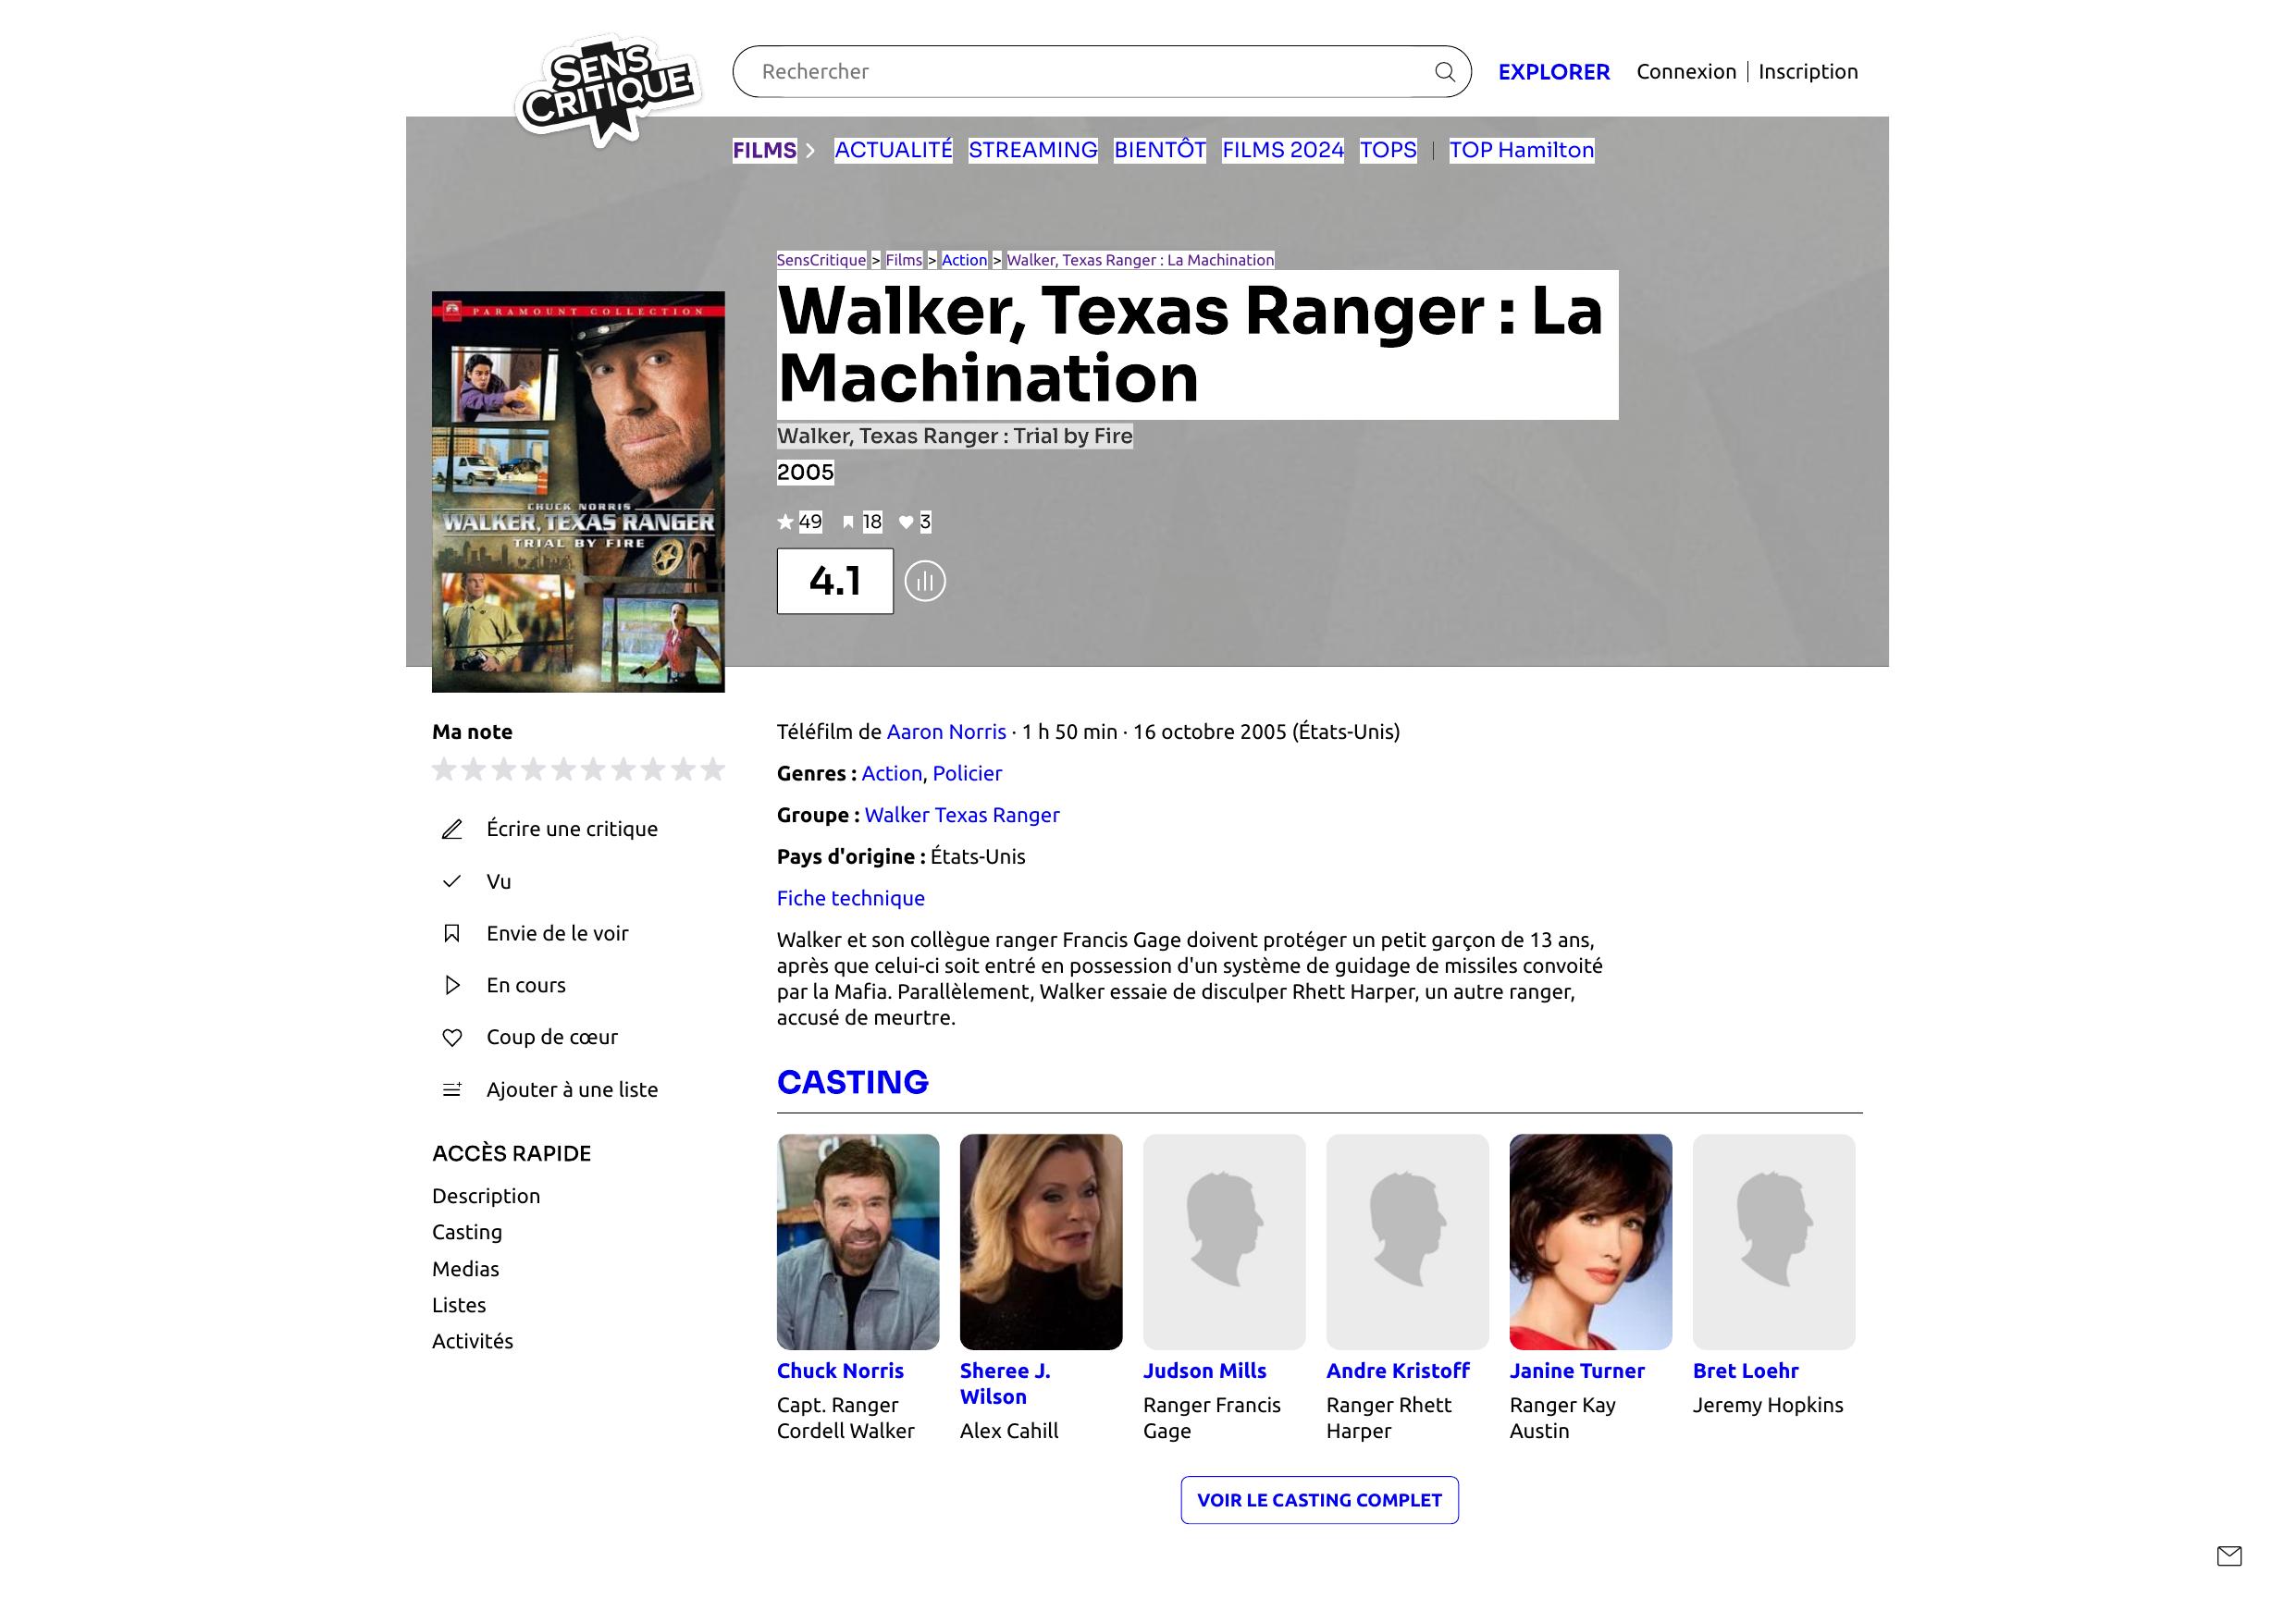 SENS
CRITIQUE
Rechercher
EXPLORER
Connexion | Inscription
FILMS
ACTUALITÉ
STREAMING
BIENTÔT
FILMS 2024
TOPS
|
TOP Hamilton
SensCritique > Films > Action > Walker, Texas Ranger : La Machination
Walker, Texas Ranger : La
Machination
Walker, Texas Ranger : Trial by Fire
2005
49 18 3
4.1
PARAMOUNT COLLECTION
CHUCK NORRIS
WALKER, TEXAS RANGER
TRIAL BY FIRE
Ma note
Écrire une critique
Vu
Envie de le voir
En cours
Coup de cœur
Ajouter à une liste
ACCÈS RAPIDE
Description
Casting
Medias
Listes
Activités
Téléfilm de Aaron Norris · 1 h 50 min · 16 octobre 2005 (États-Unis)
Genres : Action, Policier
Groupe : Walker Texas Ranger
Pays d'origine : États-Unis
Fiche technique
Walker et son collègue ranger Francis Gage doivent protéger un petit garçon de 13 ans,
après que celui-ci soit entré en possession d'un système de guidage de missiles convoité
par la Mafia. Parallèlement, Walker essaie de disculper Rhett Harper, un autre ranger,
accusé de meurtre.
CASTING
Chuck Norris
Capt. Ranger
Cordell Walker
Sheree J.
Wilson
Alex Cahill
Judson Mills
Ranger Francis
Gage
Andre Kristoff
Ranger Rhett
Harper
Janine Turner
Ranger Kay
Austin
Bret Loehr
Jeremy Hopkins
VOIR LE CASTING COMPLET